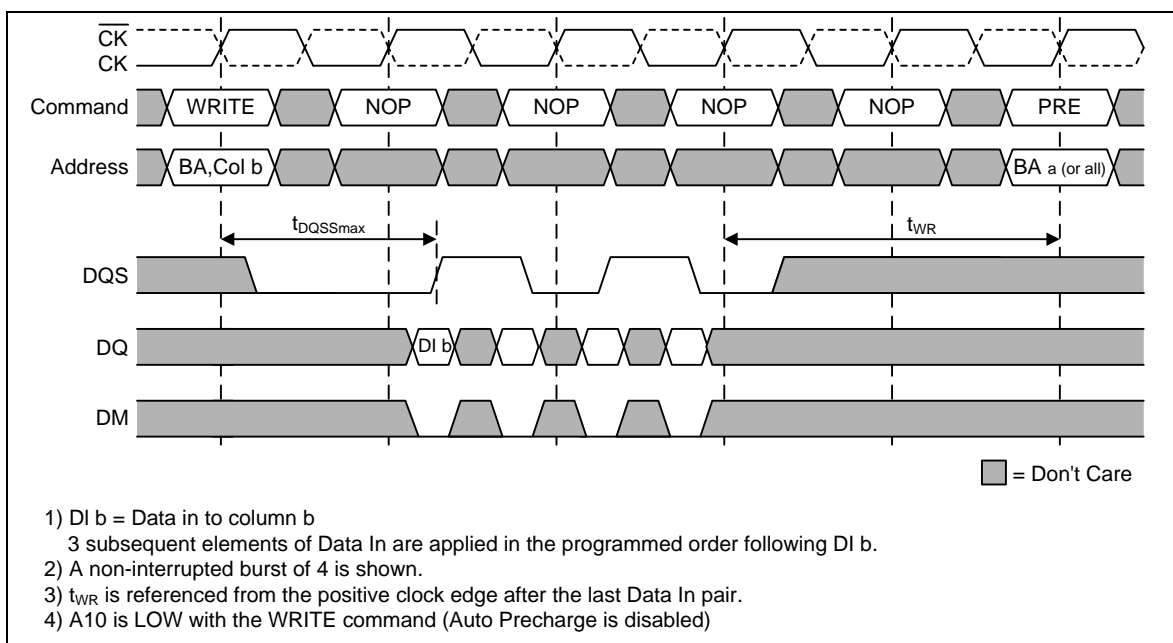 CK
CK
Command WRITE NOP NOP NOP NOP PRE
Address BA,Col b BA a (or all)
tDQSSmax tWR
DQS
DQ DI b
DM
= Don't Care
1) DI b = Data in to column b
3 subsequent elements of Data In are applied in the programmed order following DI b.
2) A non-interrupted burst of 4 is shown.
3) tWR is referenced from the positive clock edge after the last Data In pair.
4) A10 is LOW with the WRITE command (Auto Precharge is disabled)